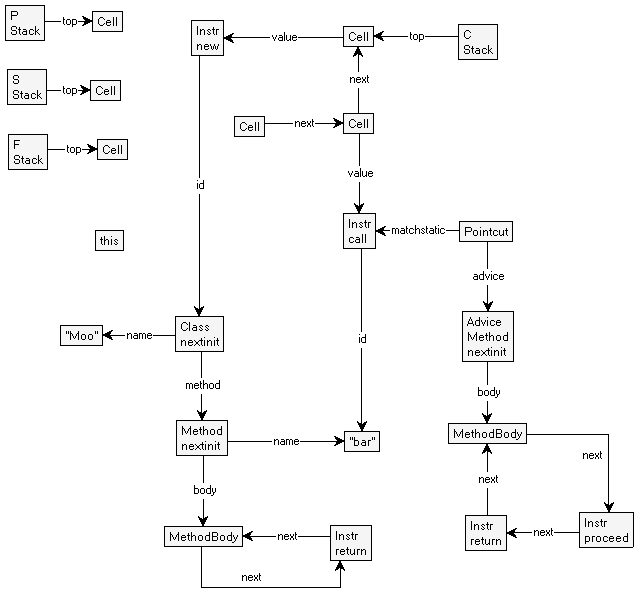 P
Stack
top
Cell
S
Stack
top
Cell
F
Stack
top
Cell
this
Instr
new
value
Cell
top
C
Stack
next
Cell
next
Cell
value
id
Instr
call
matchstatic
Pointcut
advice
id
"Moo"
name
Class
nextinit
Advice
Method
nextinit
method
body
Method
nextinit
name
"bar"
MethodBody
next
body
next
MethodBody
next
Instr
return
next
Instr
return
next
Instr
proceed